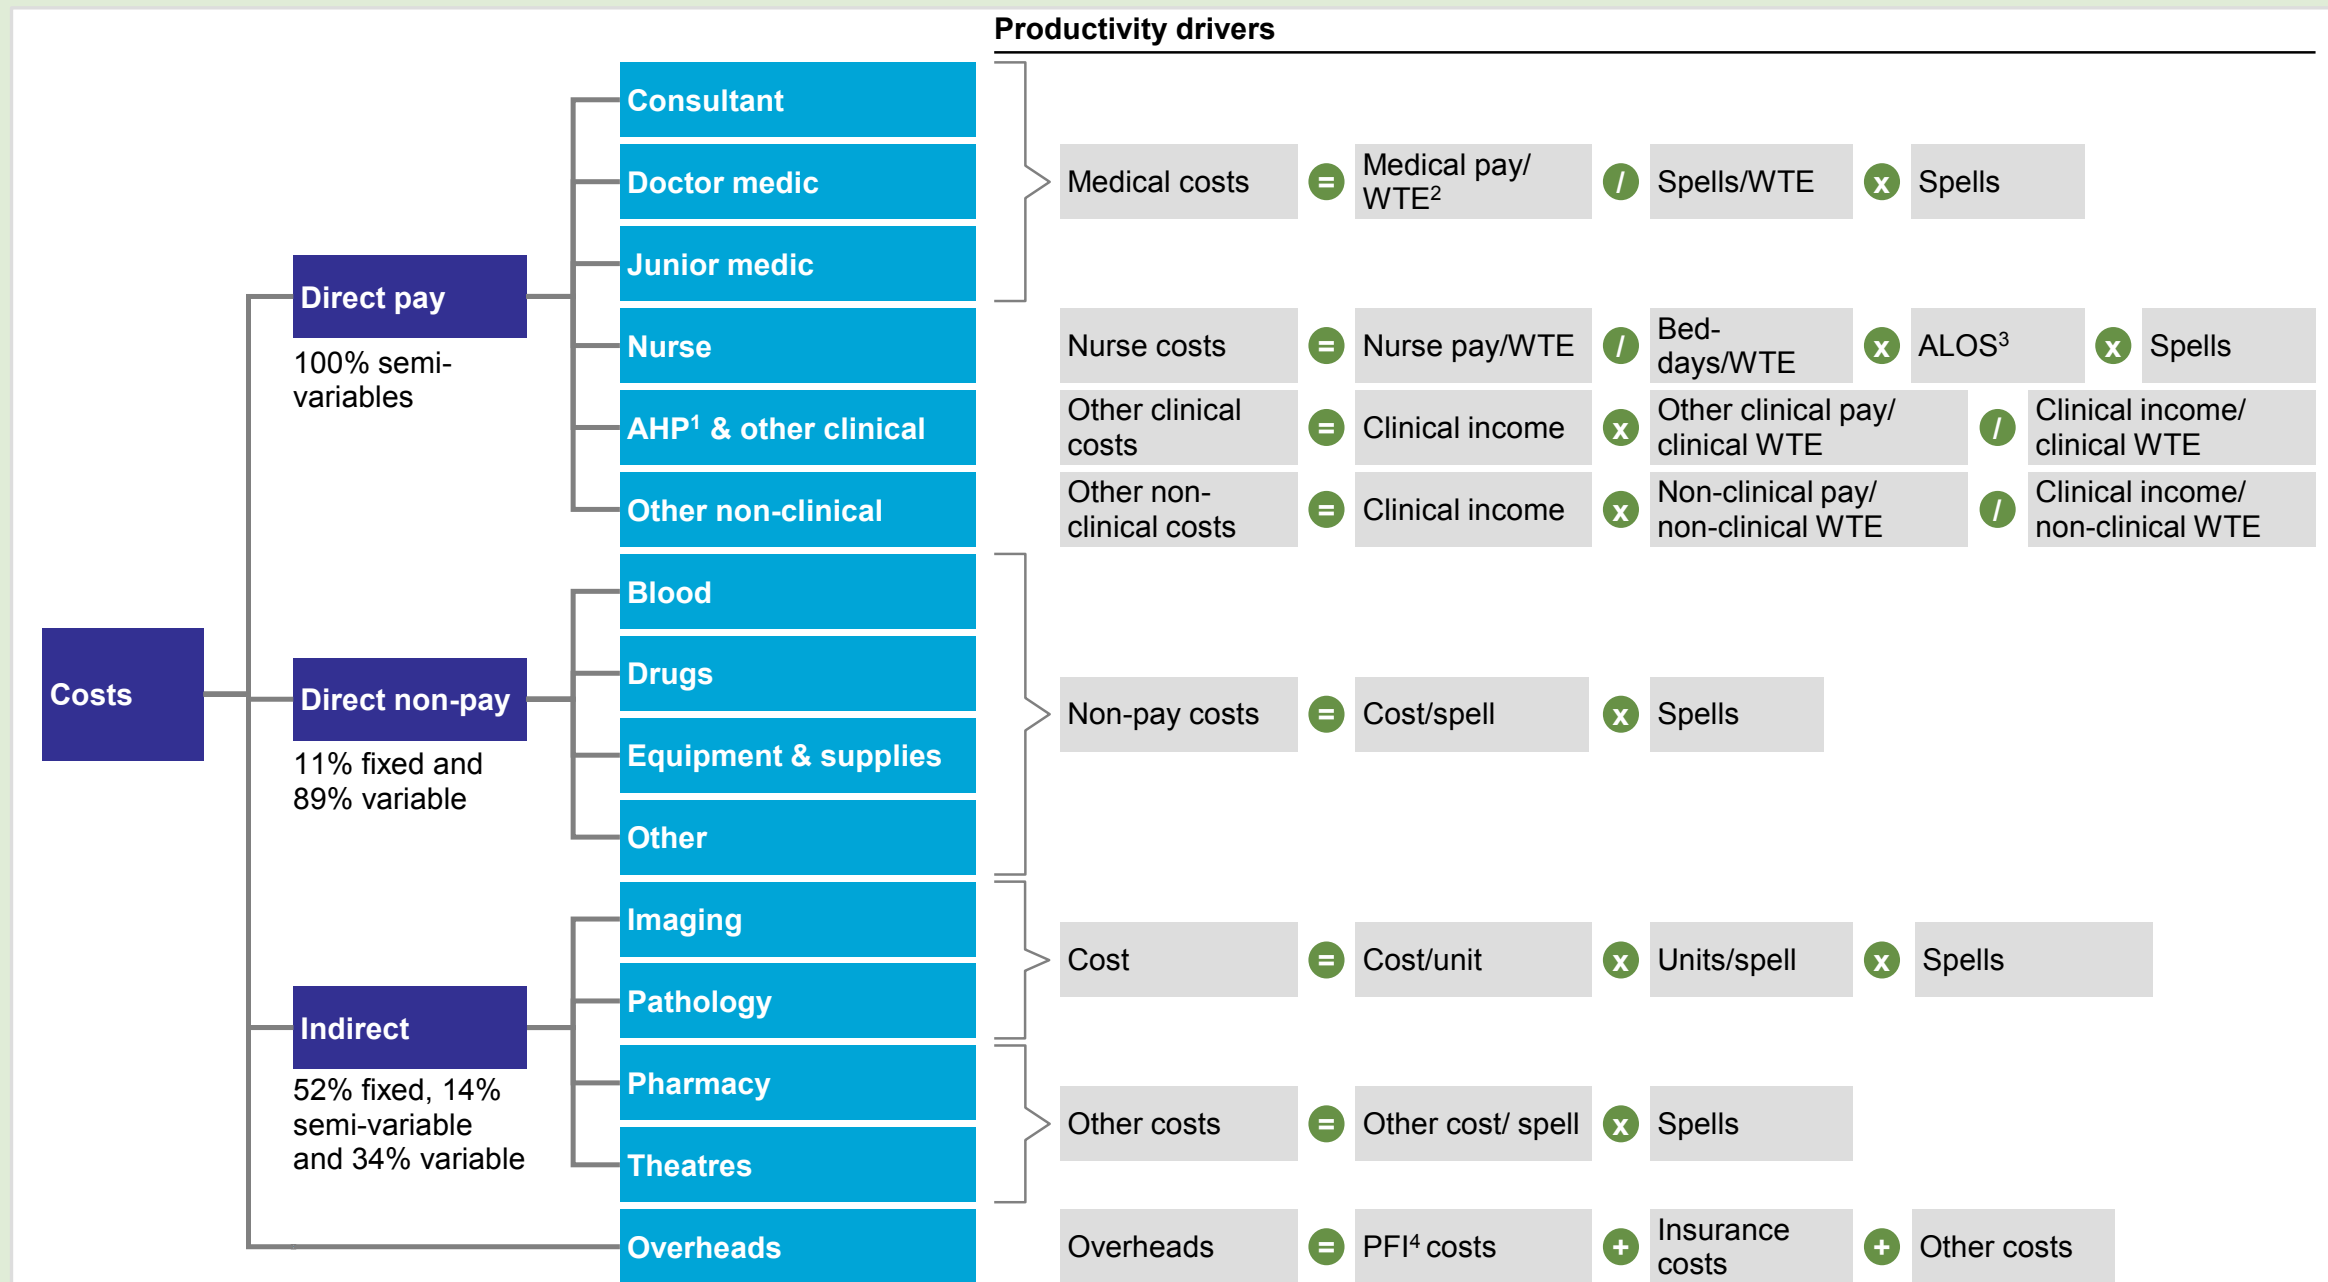 Productivity drivers
Consultant
Doctor medic
Junior medic
Medical costs = Medical pay/
WTE² / Spells/WTE x Spells
Direct pay
100% semi-
variables
Nurse
Nurse costs = Nurse pay/WTE / Bed-
days/WTE x ALOS³ x Spells
AHP¹ & other clinical
Other clinical
costs
=
Clinical income
x
Other clinical pay/
clinical WTE
/
Clinical income/
clinical WTE
Other non-clinical
Other non-
clinical costs
=
Clinical income
x
Non-clinical pay/
non-clinical WTE
/
Clinical income/
non-clinical WTE
Costs
Direct non-pay
11% fixed and
89% variable
Blood
Drugs
Equipment & supplies
Other
Non-pay costs = Cost/spell x Spells
Indirect
52% fixed, 14%
semi-variable
and 34% variable
Imaging
Pathology
Cost = Cost/unit x Units/spell x Spells
Pharmacy
Theatres
Other costs = Other cost/ spell x Spells
Overheads
Overheads = PFI⁴ costs + Insurance
costs + Other costs